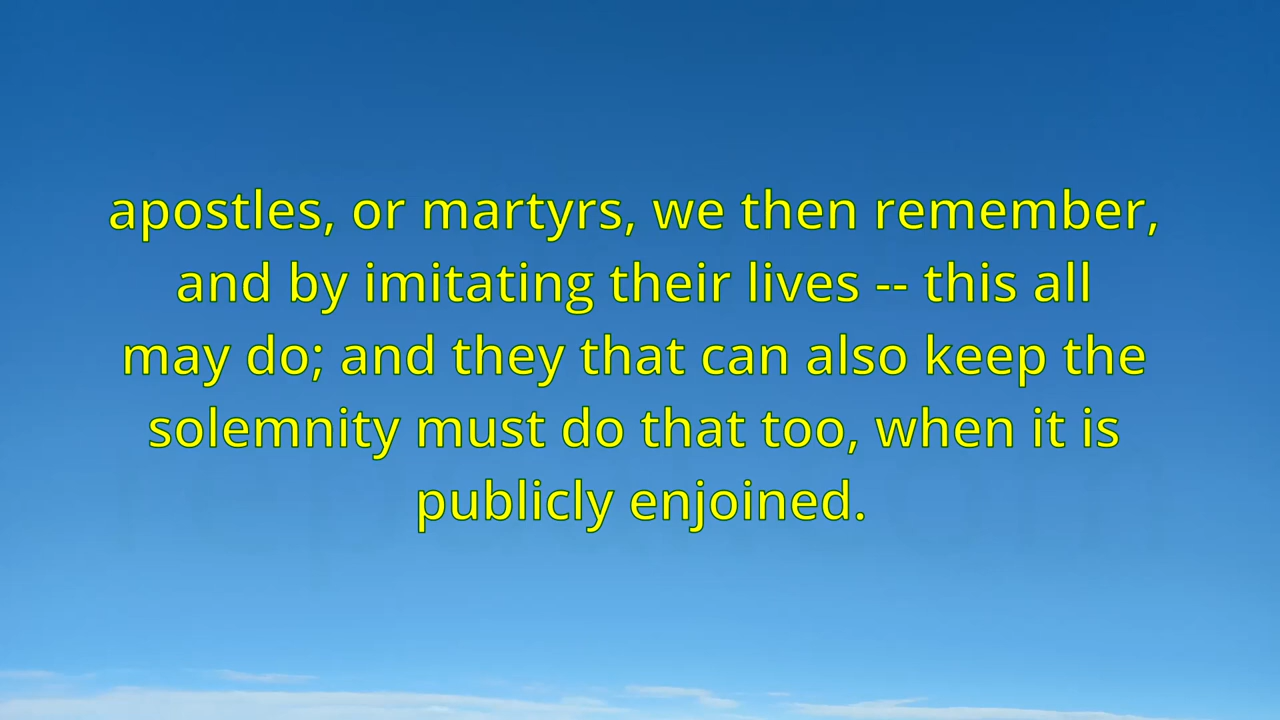 apostles, or martyrs, we then remember,
and by imitating their lives -- this all
may do; and they that can also keep the
solemnity must do that too, when it is
publicly enjoined.